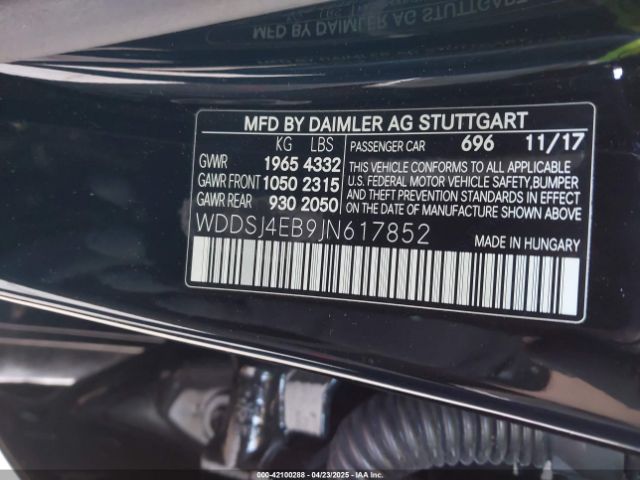 MFD BY DAIMLER AG STUTTGART
KG LBS PASSENGER CAR 696 11/17
GVWR 1965 4332
GAWR FRONT 1050 2315
GAWR REAR 930 2050
THIS VEHICLE CONFORMS TO ALL APPLICABLE
U.S. FEDERAL MOTOR VEHICLE SAFETY,BUMPER
AND THEFT PREVENTION STANDARDS IN EFFECT
ON THE DATE OF MANUFACTURE SHOWN ABOVE
WDDSJ4EB9JN617852 MADE IN HUNGARY
000-42100288 - 04/23/2025 - IAAI, Inc.